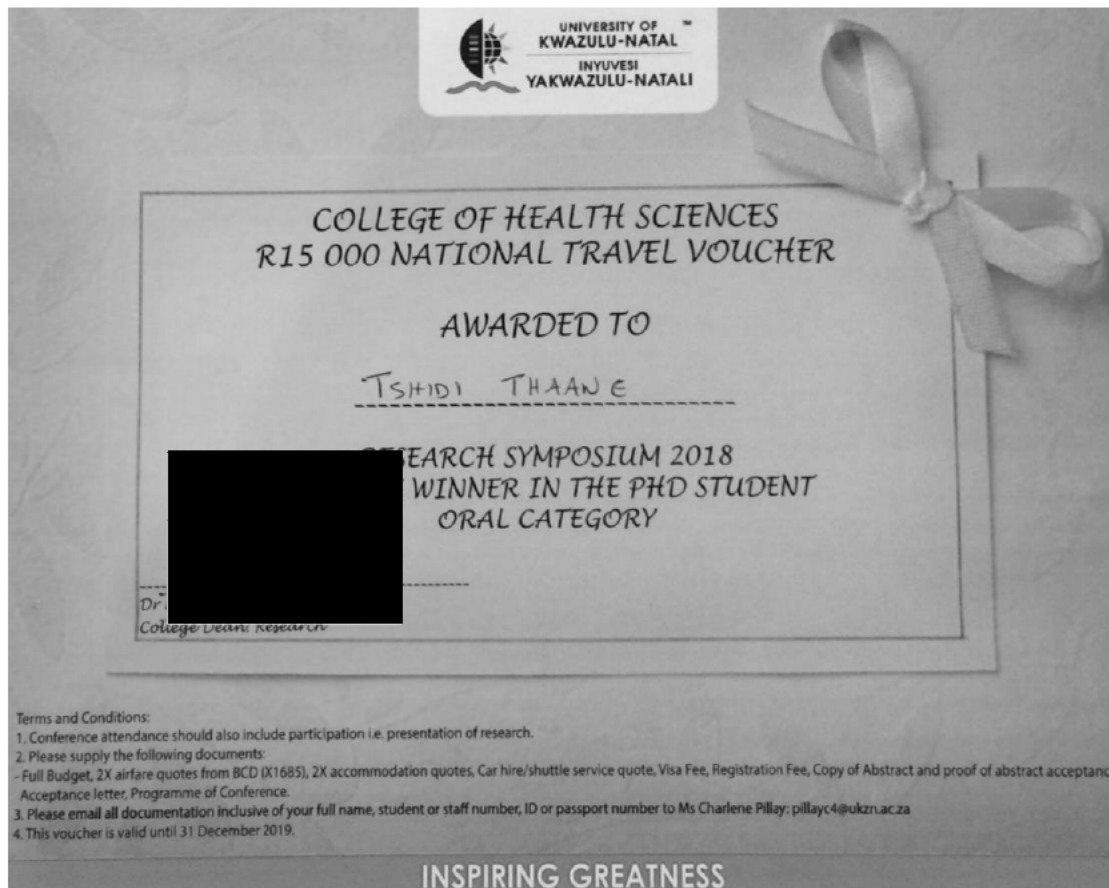 UNIVERSITY OF ™
KWAZULU-NATAL
INYUVESI
YAKWAZULU-NATALI
COLLEGE OF HEALTH SCIENCES
R15 000 NATIONAL TRAVEL VOUCHER
AWARDED TO
TSHIDI THAANE
RESEARCH SYMPOSIUM 2018
WINNER IN THE PHD STUDENT
ORAL CATEGORY
Dr
College Dean: Research
Terms and Conditions:
1. Conference attendance should also include participation i.e. presentation of research.
2. Please supply the following documents:
- Full Budget, 2X airfare quotes from BCD (X1685), 2X accommodation quotes, Car hire/shuttle service quote, Visa Fee, Registration Fee, Copy of Abstract and proof of abstract acceptanc
Acceptance letter, Programme of Conference.
3. Please email all documentation inclusive of your full name, student or staff number, ID or passport number to Ms Charlene Pillay: pillayc4@ukzn.ac.za
4. This voucher is valid until 31 December 2019.
INSPIRING GREATNESS